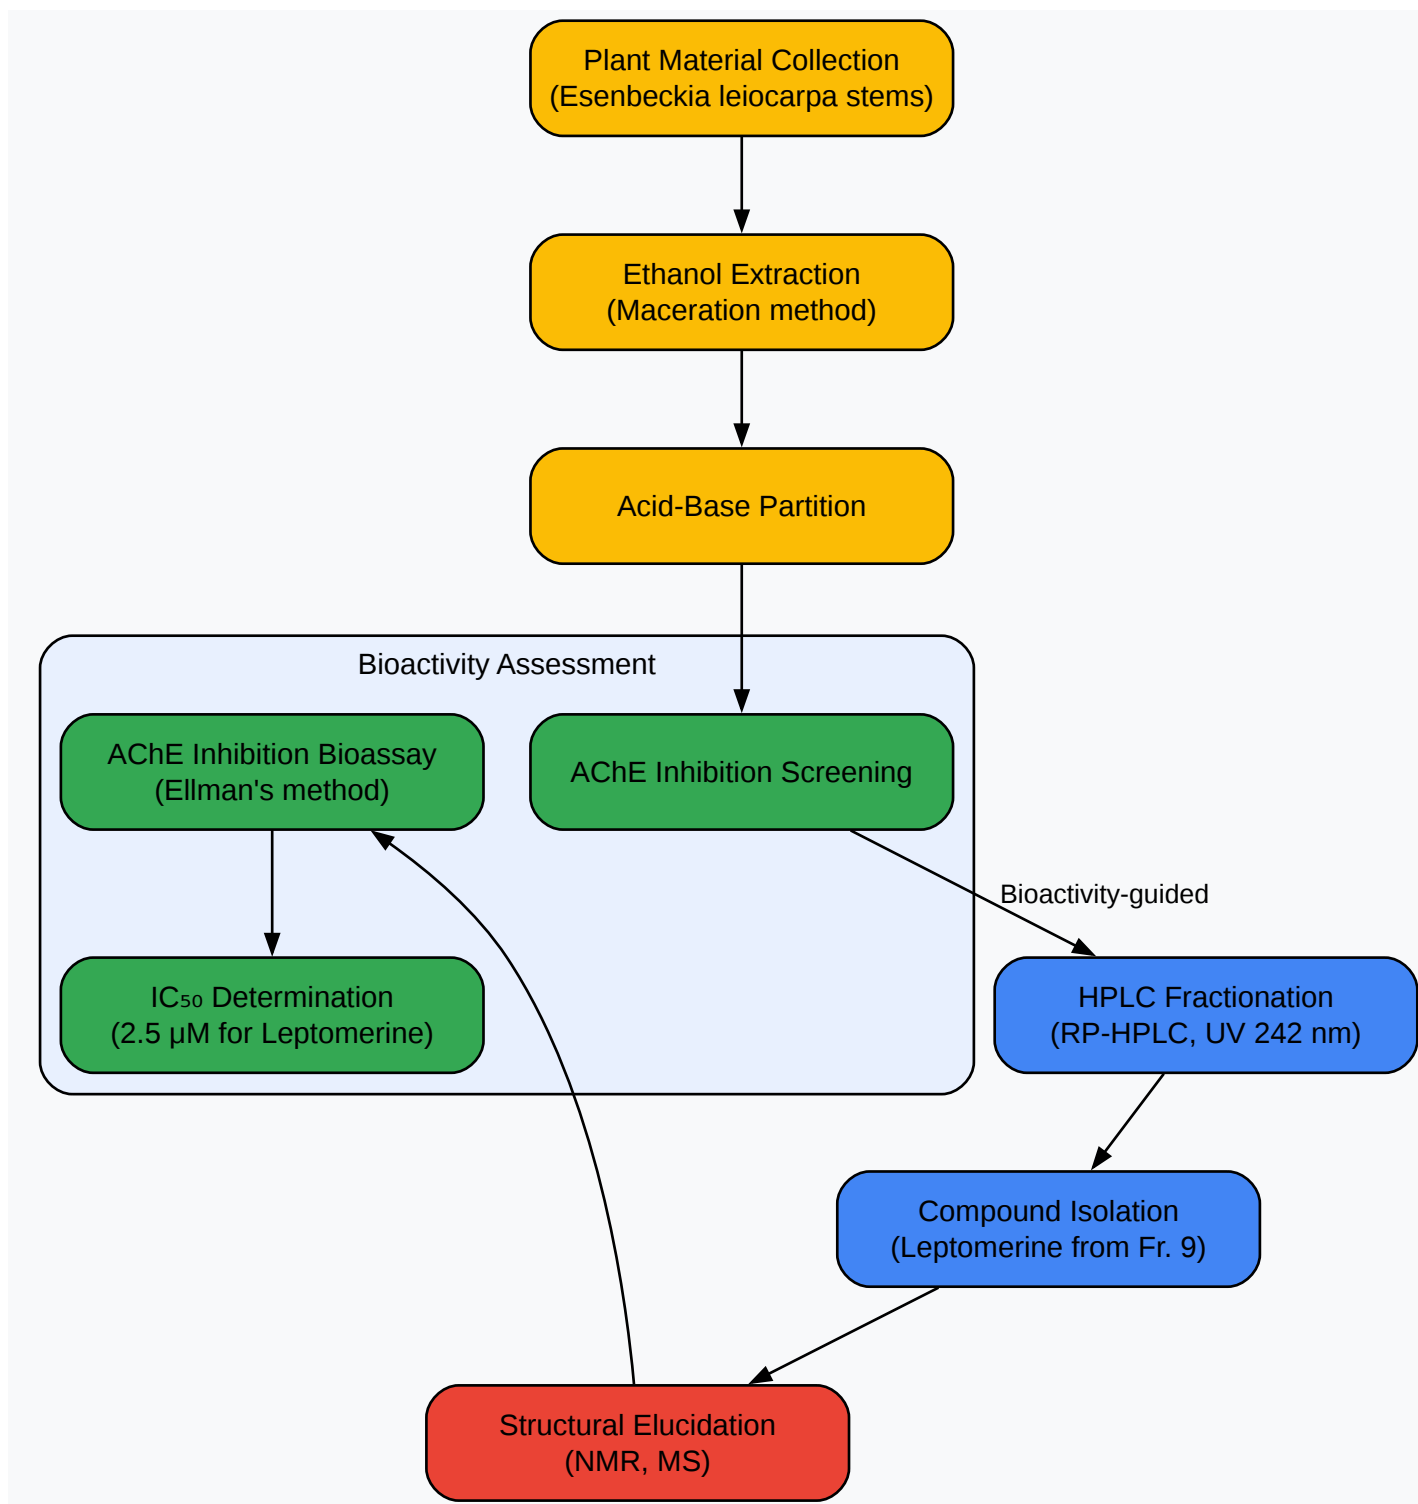 Plant Material Collection
(Esenbeckia leiocarpa stems)
Ethanol Extraction
(Maceration method)
Acid-Base Partition
Bioactivity Assessment
AChE Inhibition Bioassay
(Ellman's method)
AChE Inhibition Screening
Bioactivity-guided
IC₅₀ Determination
(2.5 μM for Leptomerine)
HPLC Fractionation
(RP-HPLC, UV 242 nm)
Compound Isolation
(Leptomerine from Fr. 9)
Structural Elucidation
(NMR, MS)